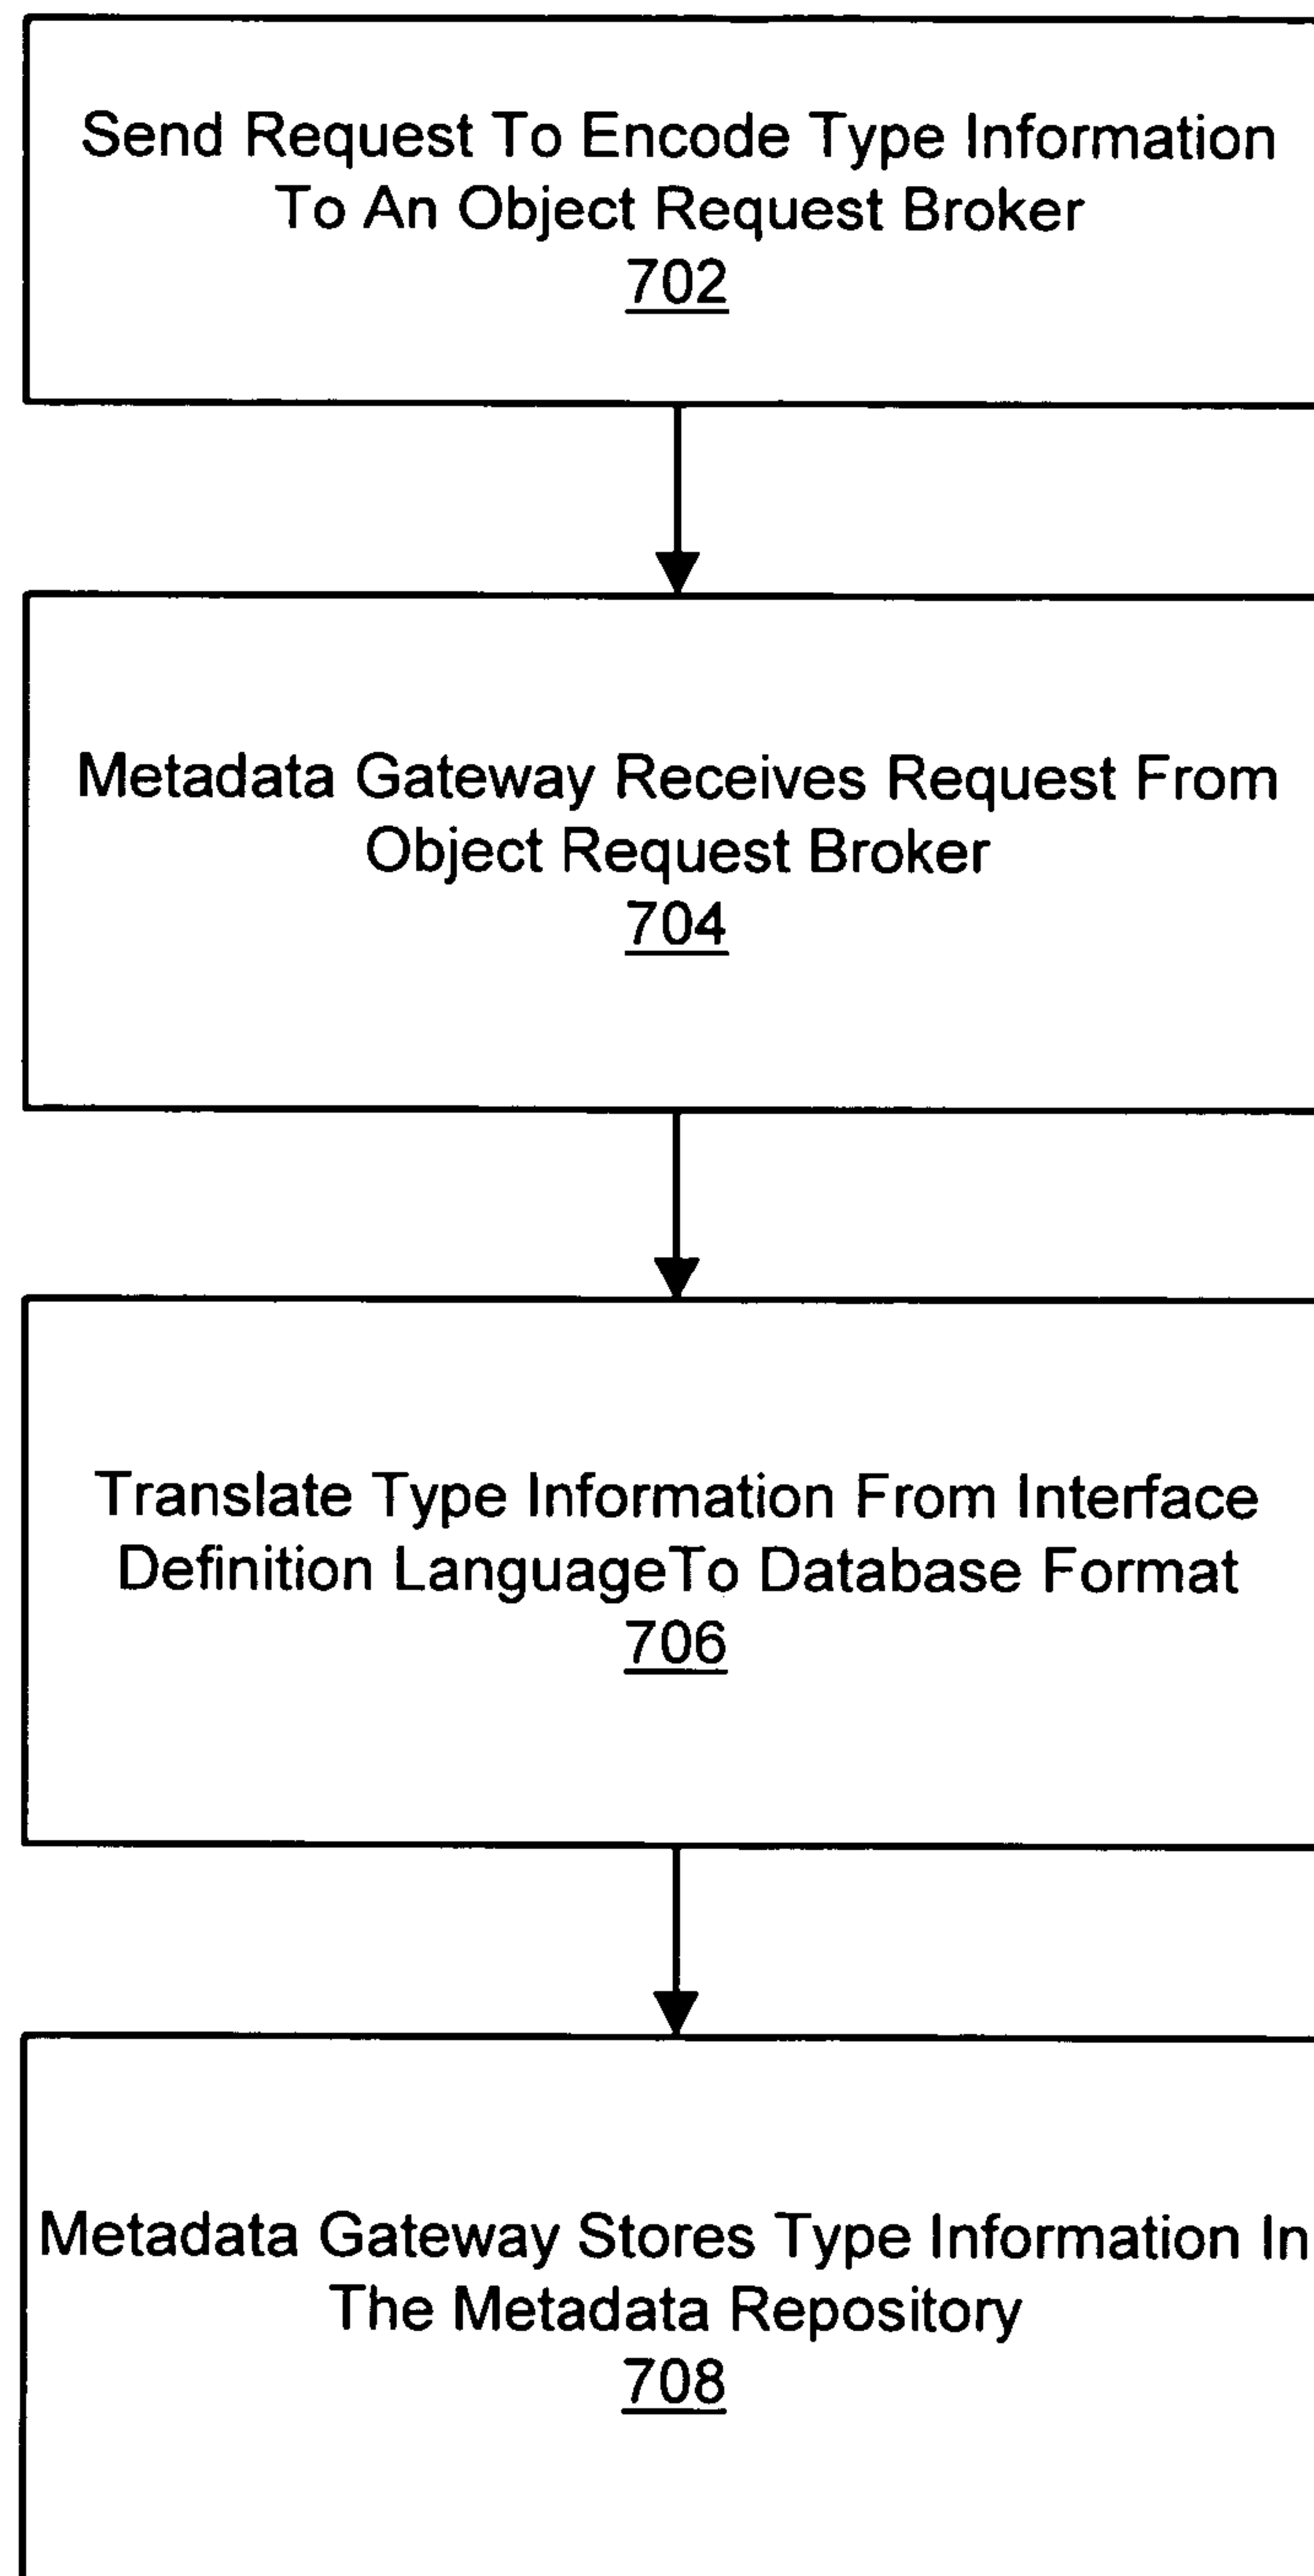 Send Request To Encode Type Information
To An Object Request Broker
702
Metadata Gateway Receives Request From
Object Request Broker
704
Translate Type Information From Interface
Definition LanguageTo Database Format
706
Metadata Gateway Stores Type Information In
The Metadata Repository
708